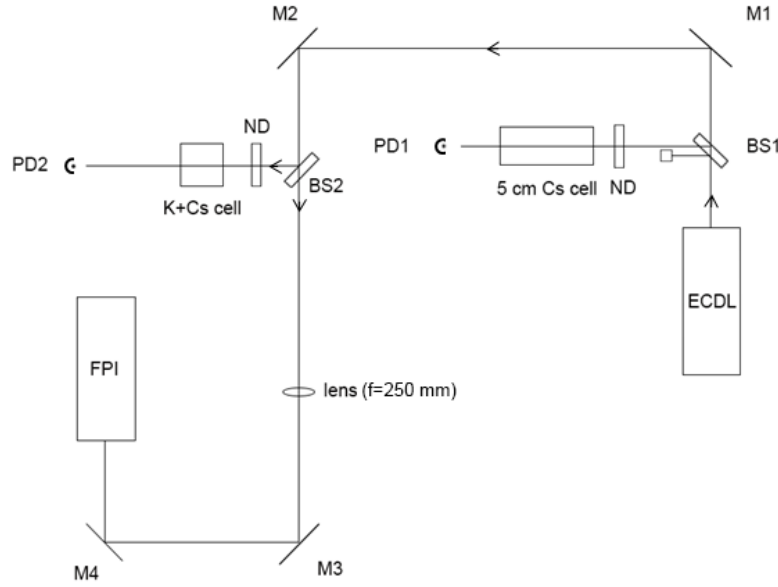 M2
M1
ND
PD2
BS2
K+Cs cell
PD1
BS1
5 cm Cs cell
ND
ECDL
FPI
lens (f=250 mm)
M4
M3